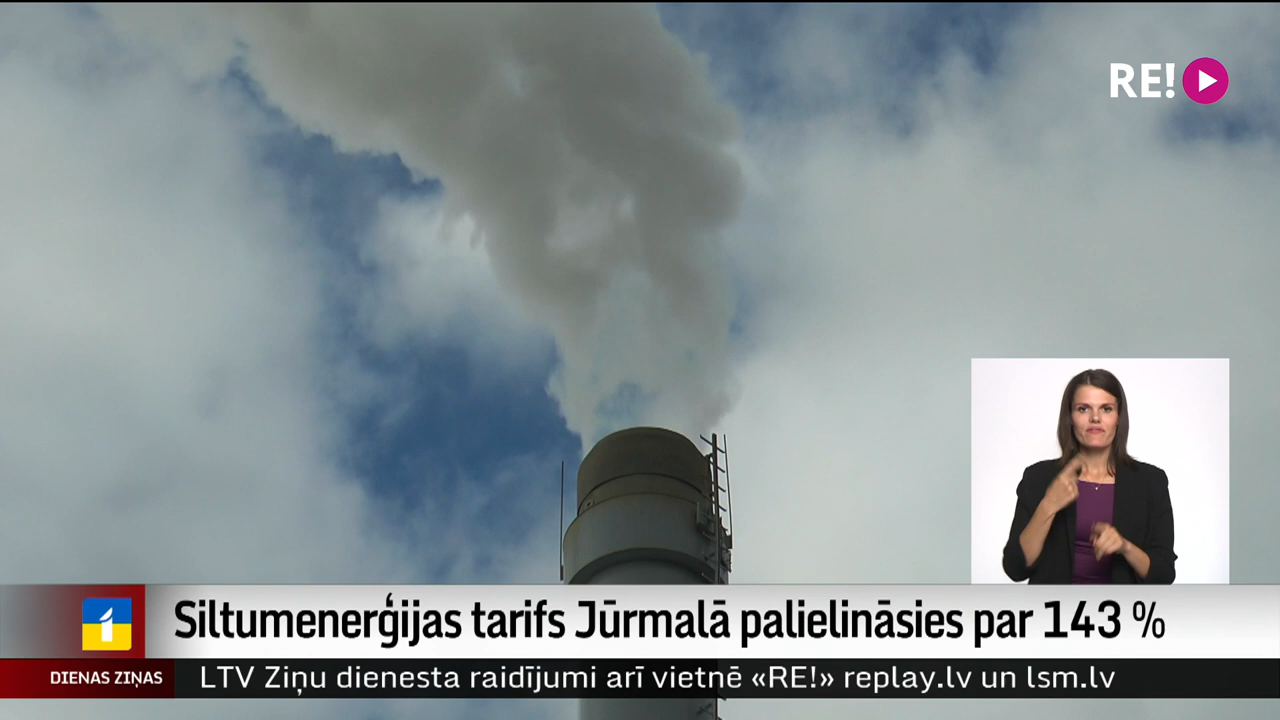 RE!
1
Siltumenerģijas tarifs Jūrmalā palielināsies par 143 %
DIENAS ZIŅAS
LTV Ziņu dienesta raidījumi arī vietnē «RE!» replay.lv un lsm.lv